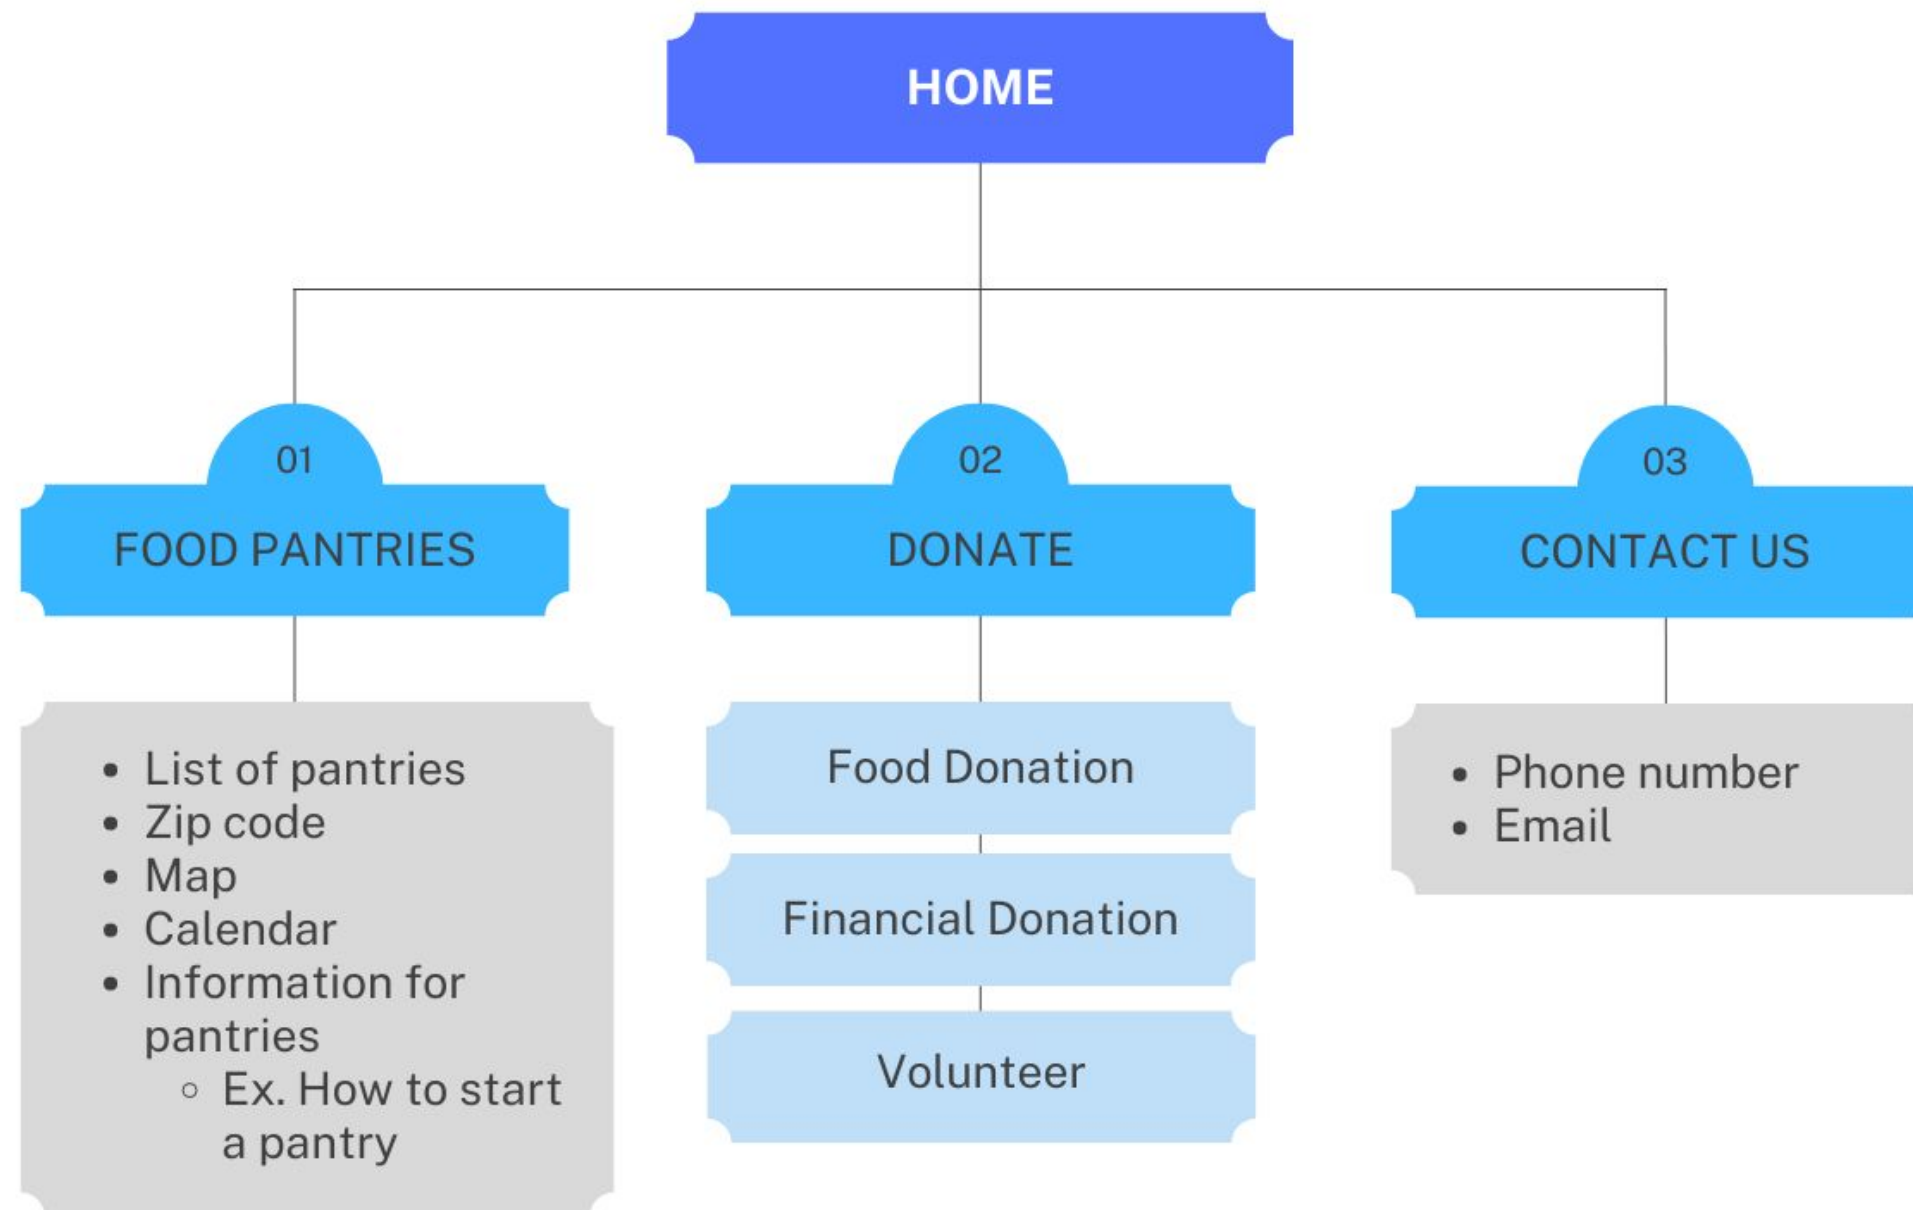 HOME
01
FOOD PANTRIES
• List of pantries
• Zip code
• Map
• Calendar
• Information for
pantries
◦ Ex. How to start
a pantry
02
DONATE
Food Donation
Financial Donation
Volunteer
03
CONTACT US
• Phone number
• Email